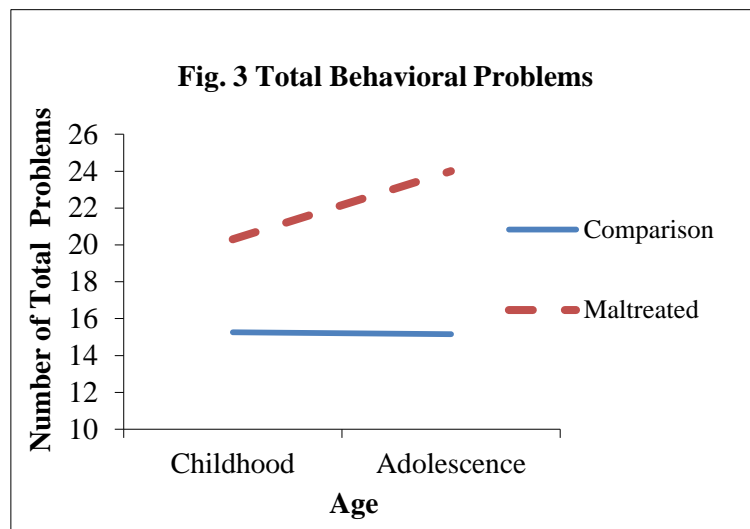 Fig. 3 Total Behavioral Problems
Number of Total Problems
26
24
22
20
18
16
14
12
10
Childhood
Adolescence
Age
Comparison
Maltreated